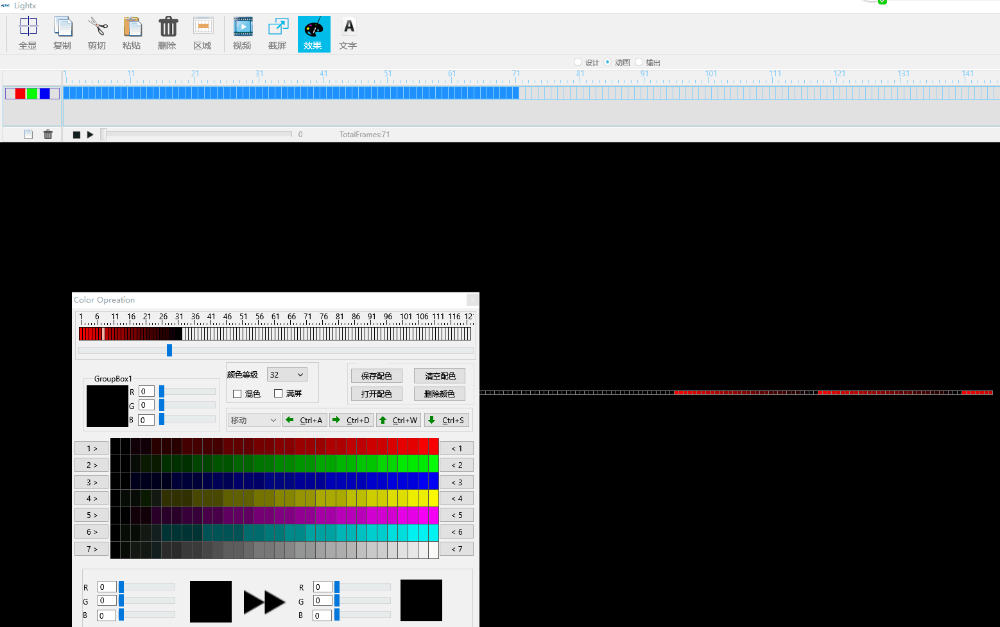 Lightx
全显 复制 剪切 粘贴 删除 区域 视频 截屏 效果 文字
设计 动画 输出
1 11 21 31 41 51 61 71 81 91 101 111 121 131 141
0 TotalFrames:71
Color Opreation
1 6 11 16 21 26 31 36 41 46 51 56 61 66 71 76 81 86 91 96 101 106 111 116 12
GroupBox1
R 0
G 0
B 0
颜色等级 32
混色 满屏
保存配色 清空配色
打开配色 删除颜色
移动 Ctrl+A Ctrl+D Ctrl+W Ctrl+S
1 > < 1
2 > < 2
3 > < 3
4 > < 4
5 > < 5
6 > < 6
7 > < 7
R 0 R 0
G 0 G 0
B 0 B 0